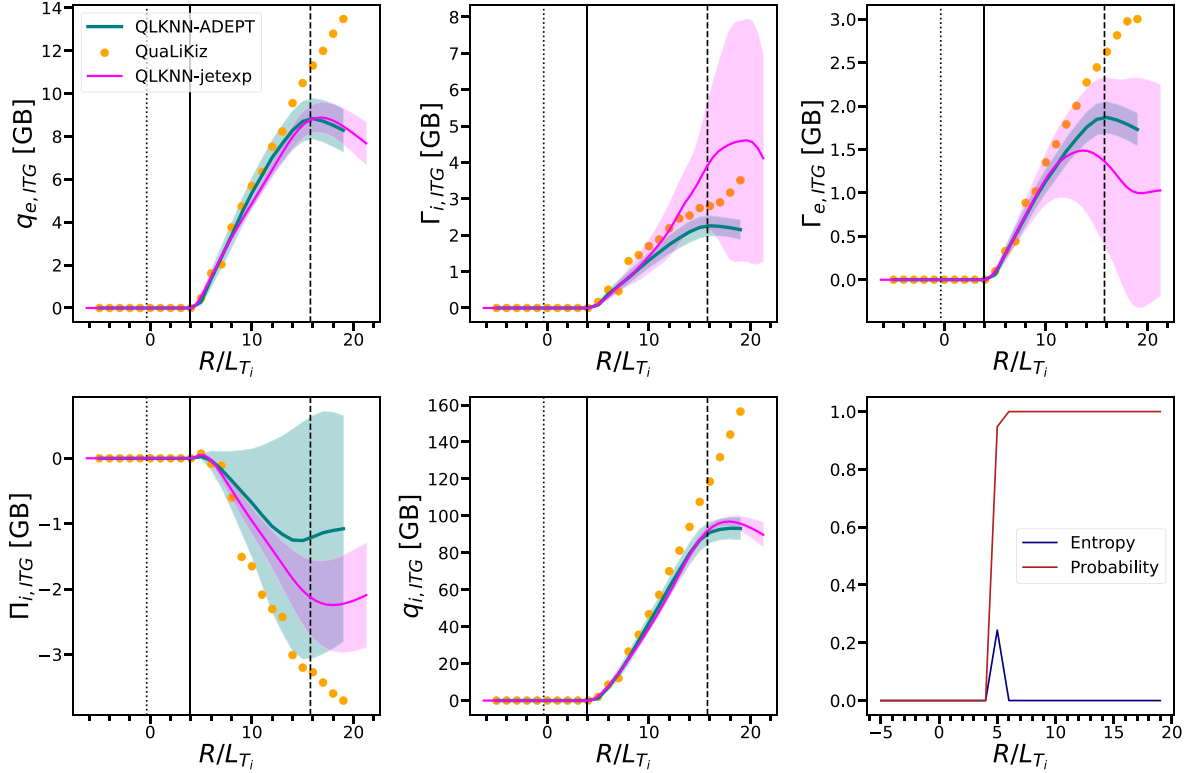 14
12
10
8
6
4
2
0
q_{e,ITG} [GB]
QLKNN-ADEPT
QuaLiKiz
QLKNN-jetexp
0 10 20
R/L_{T_i}
8
7
6
5
4
3
2
1
0
Γ_{i,ITG} [GB]
0 10 20
R/L_{T_i}
3.0
2.5
2.0
1.5
1.0
0.5
0.0
Γ_{e,ITG} [GB]
0 10 20
R/L_{T_i}
0
−1
−2
−3
Π_{i,ITG} [GB]
0 10 20
R/L_{T_i}
160
140
120
100
80
60
40
20
0
q_{i,ITG} [GB]
0 10 20
R/L_{T_i}
1.0
0.8
0.6
0.4
0.2
0.0
Entropy
Probability
−5 0 5 10 15 20
R/L_{T_i}